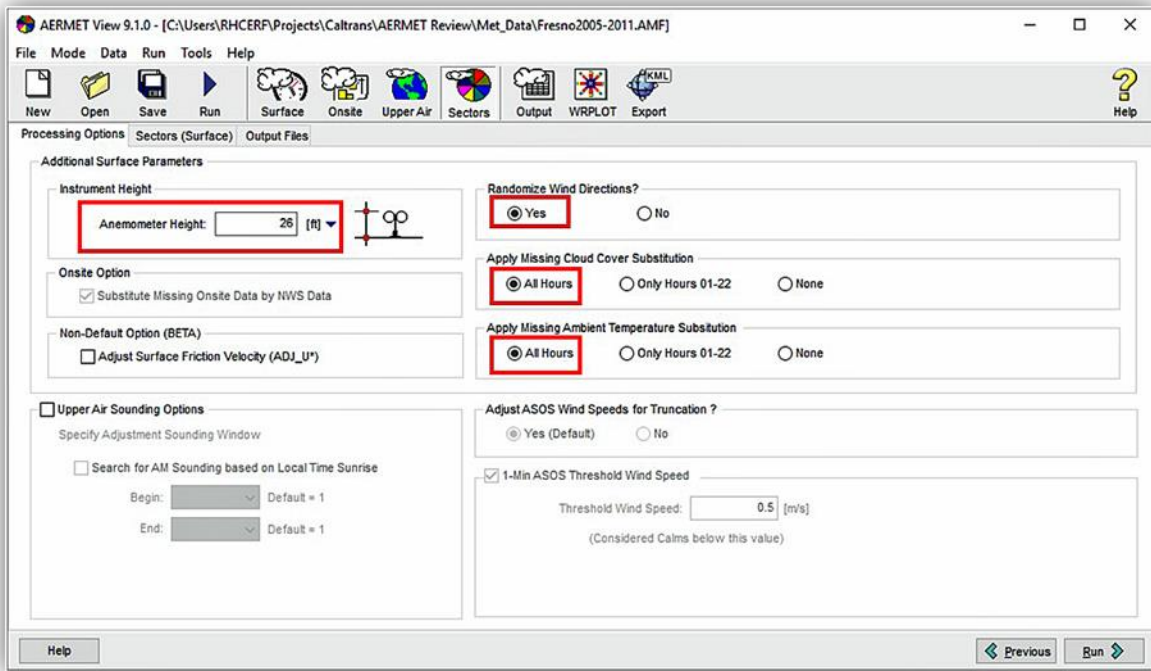 AERMET View 9.1.0 - [C:\Users\RHCERF\Projects\Caltrans\AERMET Review\Met_Data\Fresno2005-2011.AMF]
File Mode Data Run Tools Help
New Open Save Run Surface Onsite Upper Air Sectors Output WRPLOT KML Export Help
Processing Options Sectors (Surface) Output Files
Additional Surface Parameters
Instrument Height
Anemometer Height: 26 [ft]
Onsite Option
Substitute Missing Onsite Data by NWS Data
Non-Default Option (BETA)
Adjust Surface Friction Velocity (ADJ_U*)
Randomize Wind Directions?
Yes No
Apply Missing Cloud Cover Substitution
All Hours Only Hours 01-22 None
Apply Missing Ambient Temperature Subsitution
All Hours Only Hours 01-22 None
Upper Air Sounding Options
Specify Adjustment Sounding Window
Search for AM Sounding based on Local Time Sunrise
Begin: Default = 1
End: Default = 1
Adjust ASOS Wind Speeds for Truncation ?
Yes (Default) No
1-Min ASOS Threshold Wind Speed
Threshold Wind Speed: 0.5 [m/s]
(Considered Calms below this value)
Help Previous Run